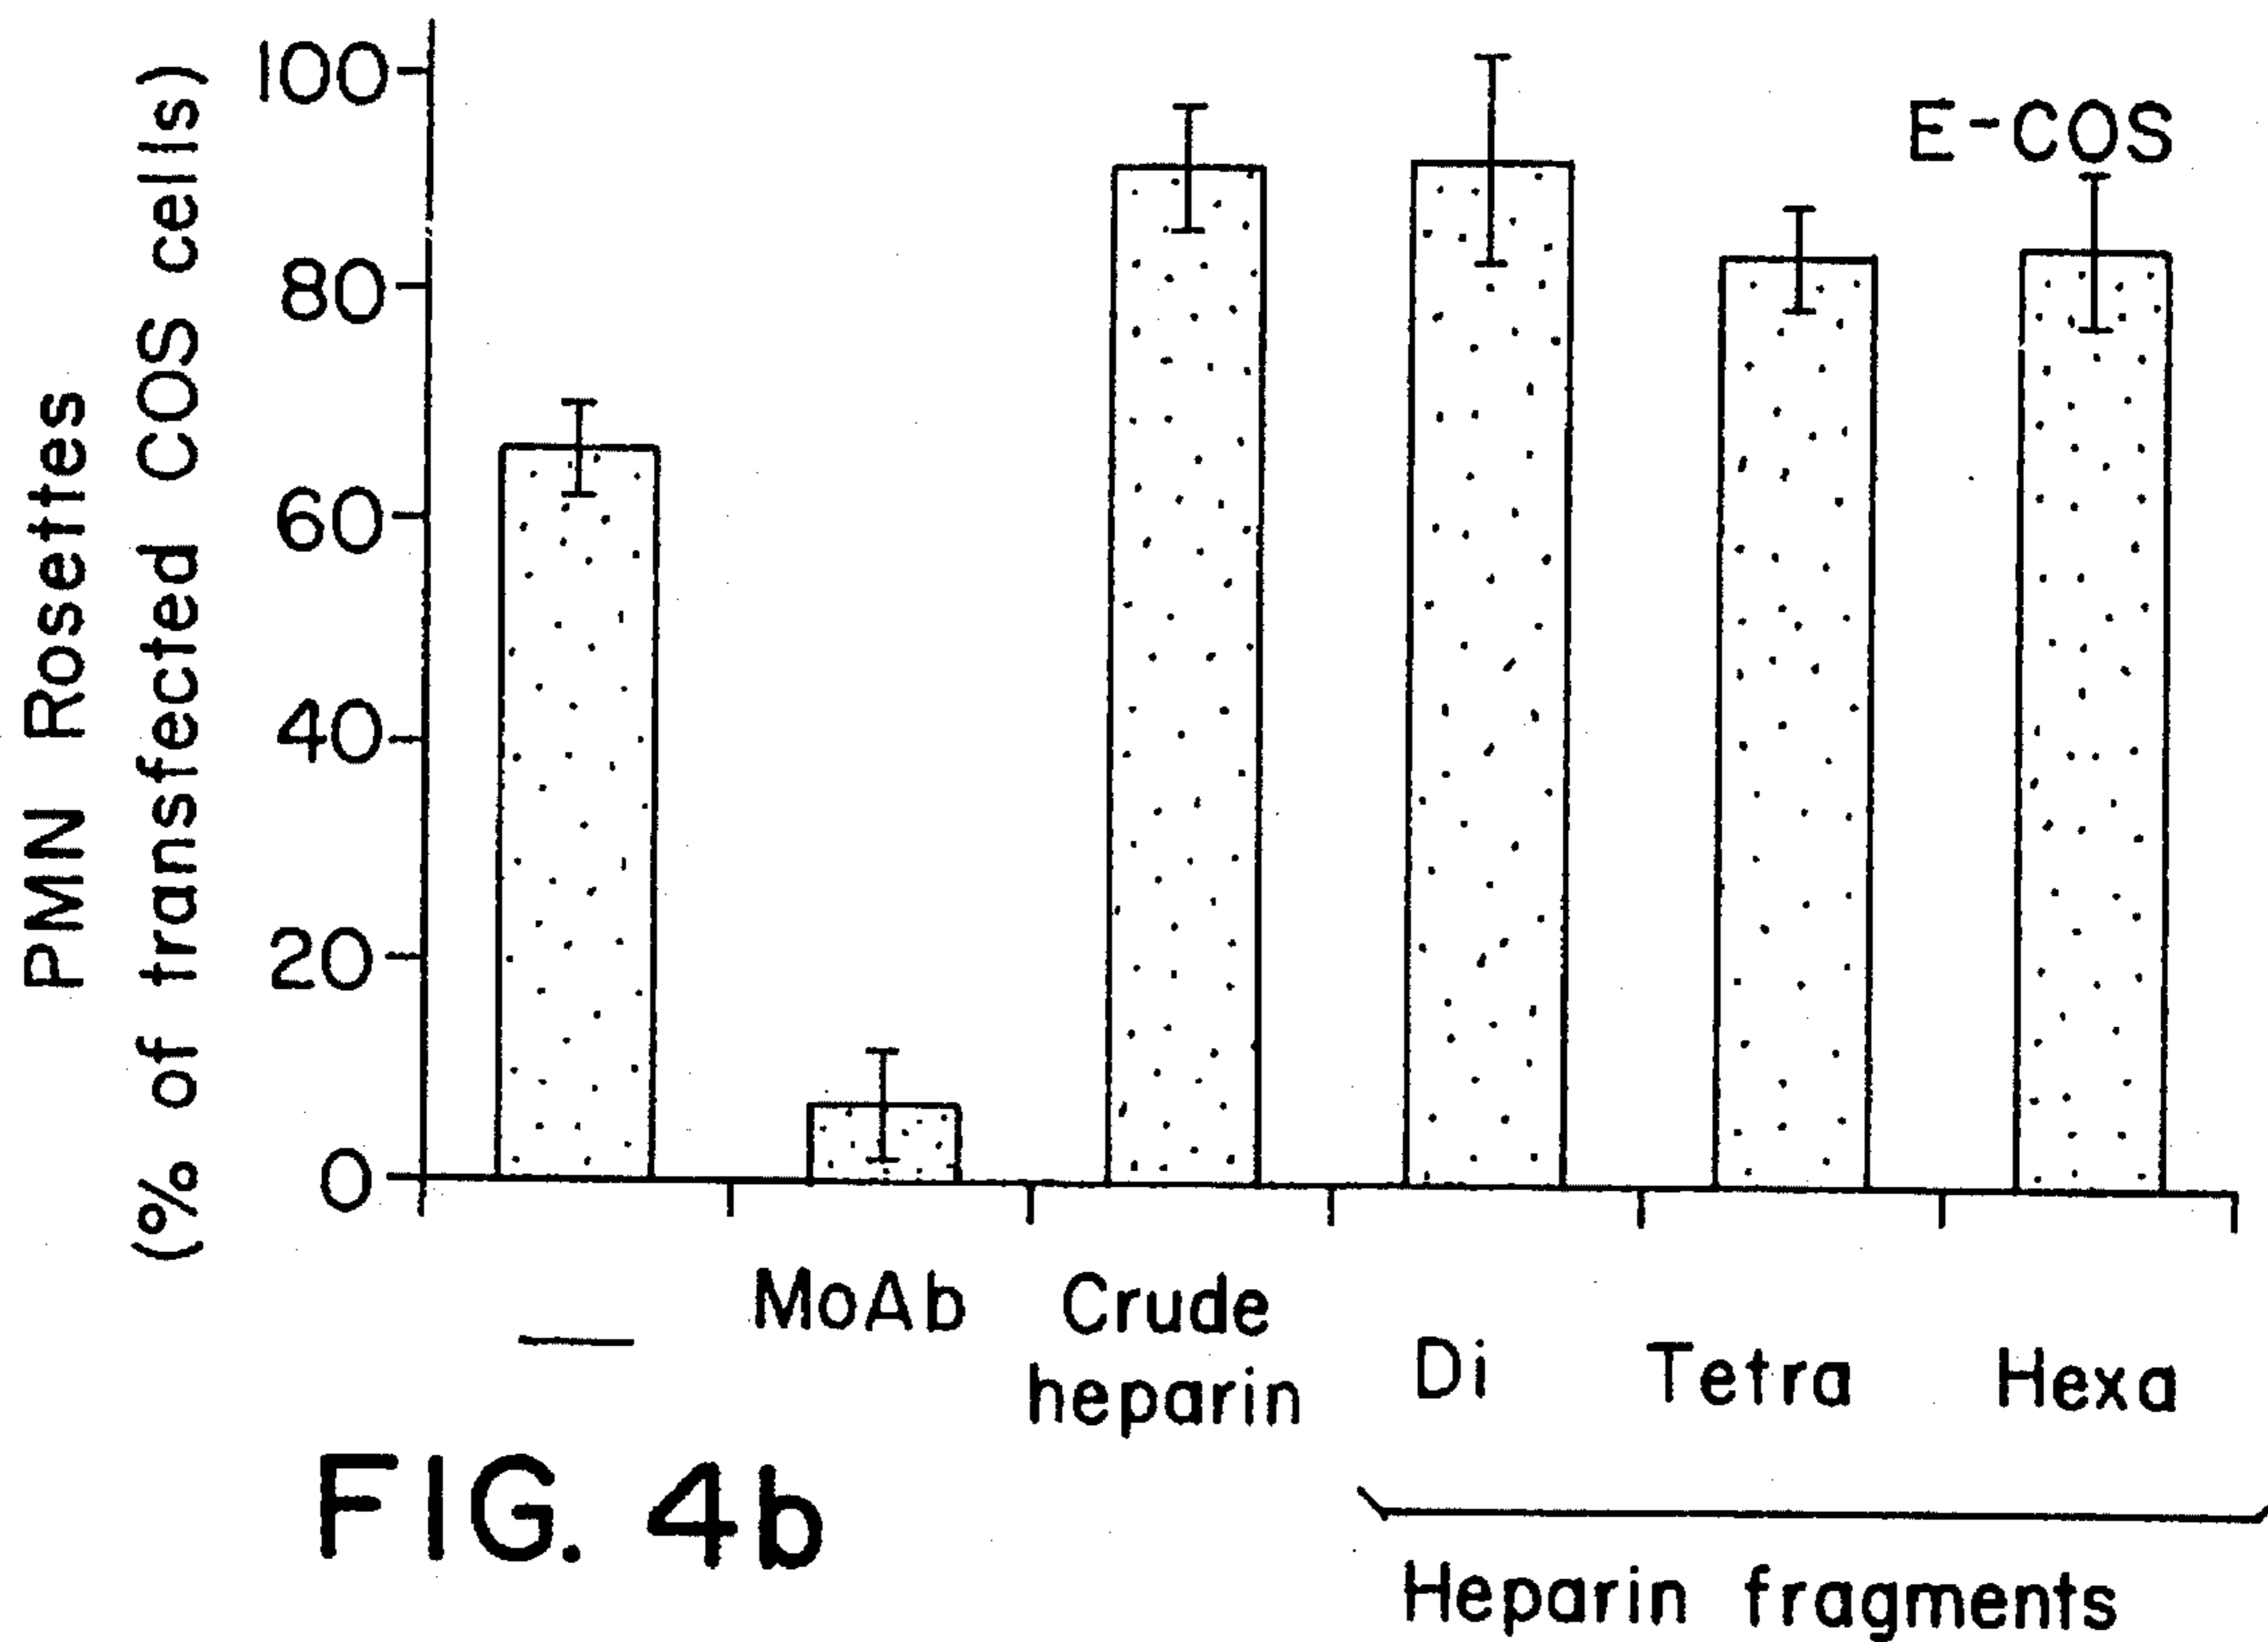 PMN Rosettes
(% of transfected COS cells)
100
80
60
40
20
0
E-COS
— MoAb Crude heparin Di Tetra Hexa
Heparin fragments
FIG. 4b